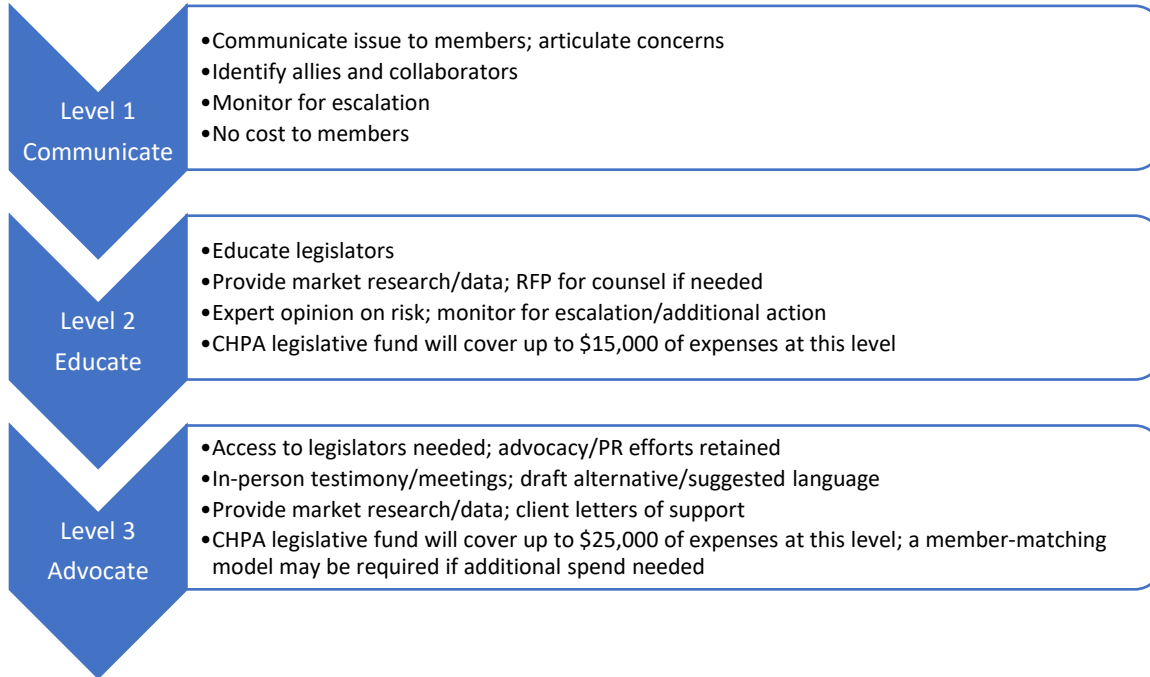 Level 1
Communicate
•Communicate issue to members; articulate concerns
•Identify allies and collaborators
•Monitor for escalation
•No cost to members
Level 2
Educate
•Educate legislators
•Provide market research/data; RFP for counsel if needed
•Expert opinion on risk; monitor for escalation/additional action
•CHPA legislative fund will cover up to $15,000 of expenses at this level
Level 3
Advocate
•Access to legislators needed; advocacy/PR efforts retained
•In-person testimony/meetings; draft alternative/suggested language
•Provide market research/data; client letters of support
•CHPA legislative fund will cover up to $25,000 of expenses at this level; a member-matching
model may be required if additional spend needed